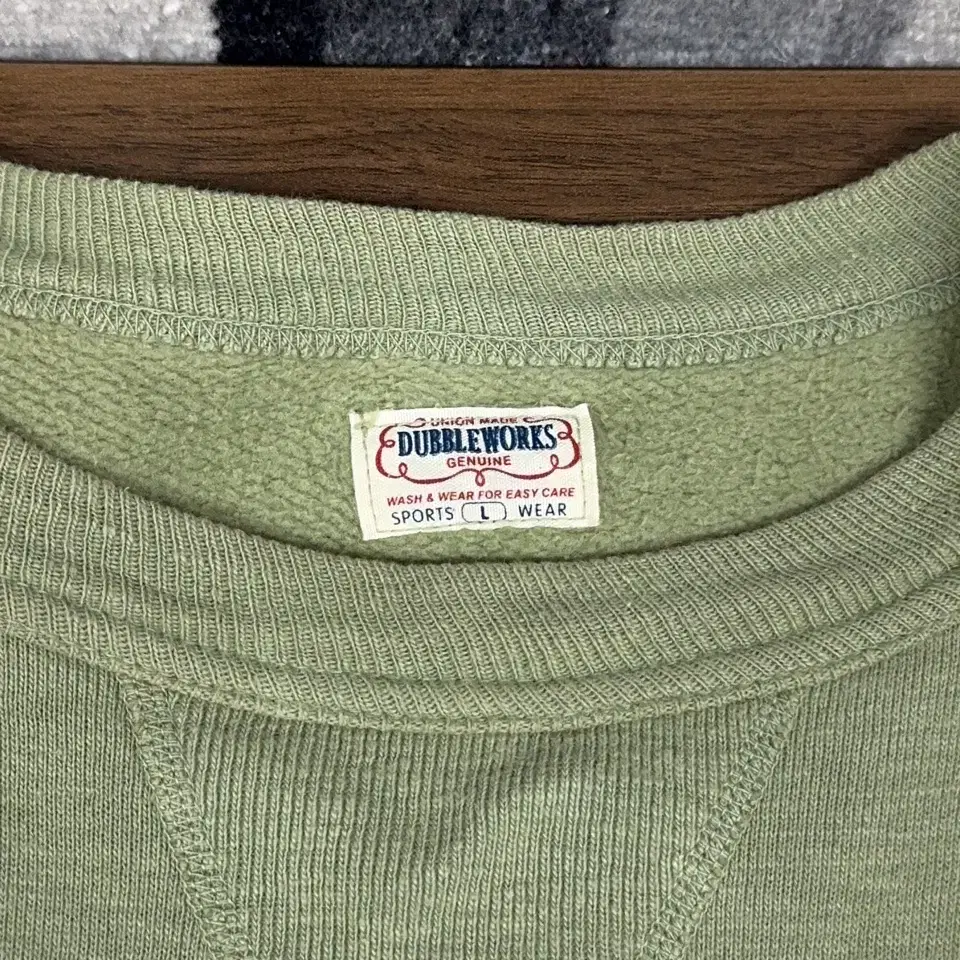 UNION MADE
DUBBLEWORKS
GENUINE
WASH & WEAR FOR EASY CARE
SPORTS L WEAR